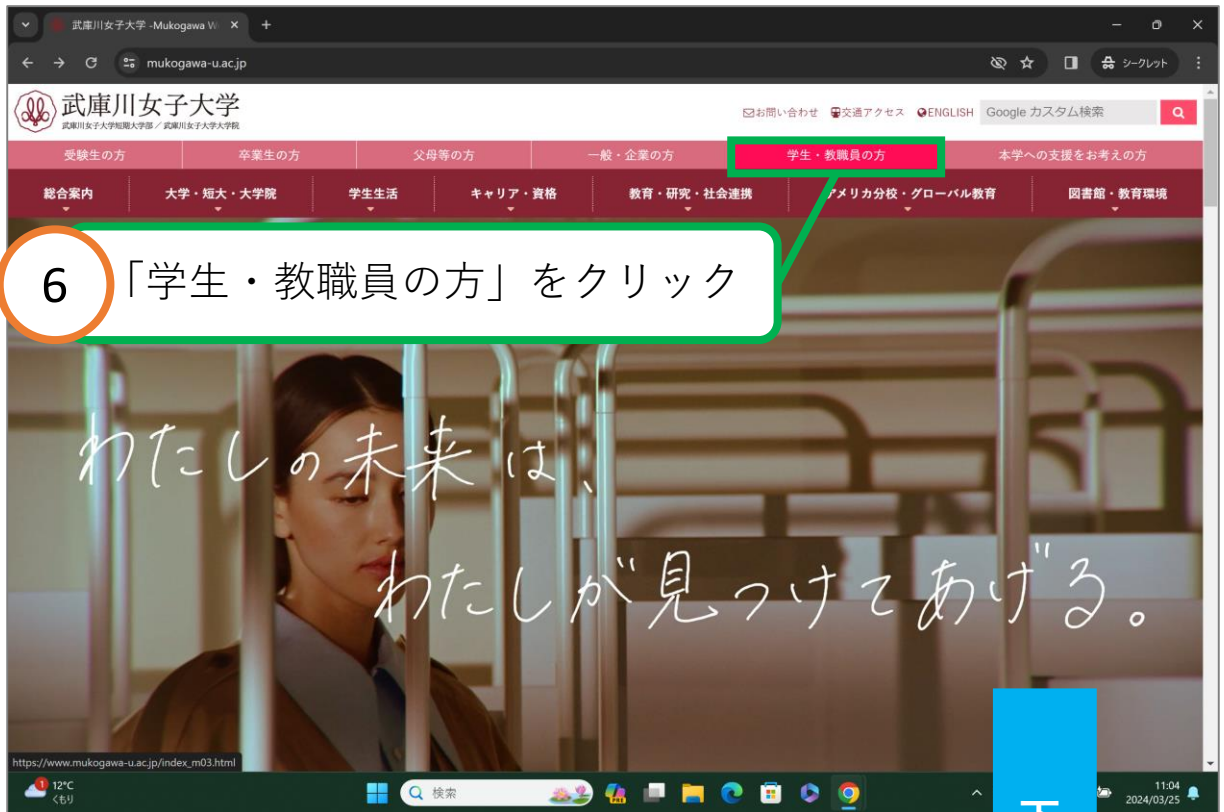 武庫川女子大学 -Mukogawa W
mukogawa-u.ac.jp
シークレット
武庫川女子大学
武庫川女子大学短期大学部／武庫川女子大学大学院
お問い合わせ 交通アクセス ENGLISH Google カスタム検索
受験生の方 卒業生の方 父母等の方 一般・企業の方 学生・教職員の方 本学への支援をお考えの方
総合案内 大学・短大・大学院 学生生活 キャリア・資格 教育・研究・社会連携 アメリカ分校・グローバル教育 図書館・教育環境
6 「学生・教職員の方」をクリック
わたしの未来は、
わたしが見つけてあげる。
https://www.mukogawa-u.ac.jp/index_m03.html
1 12°C
くもり
検索
PRE
11:04
2024/03/25